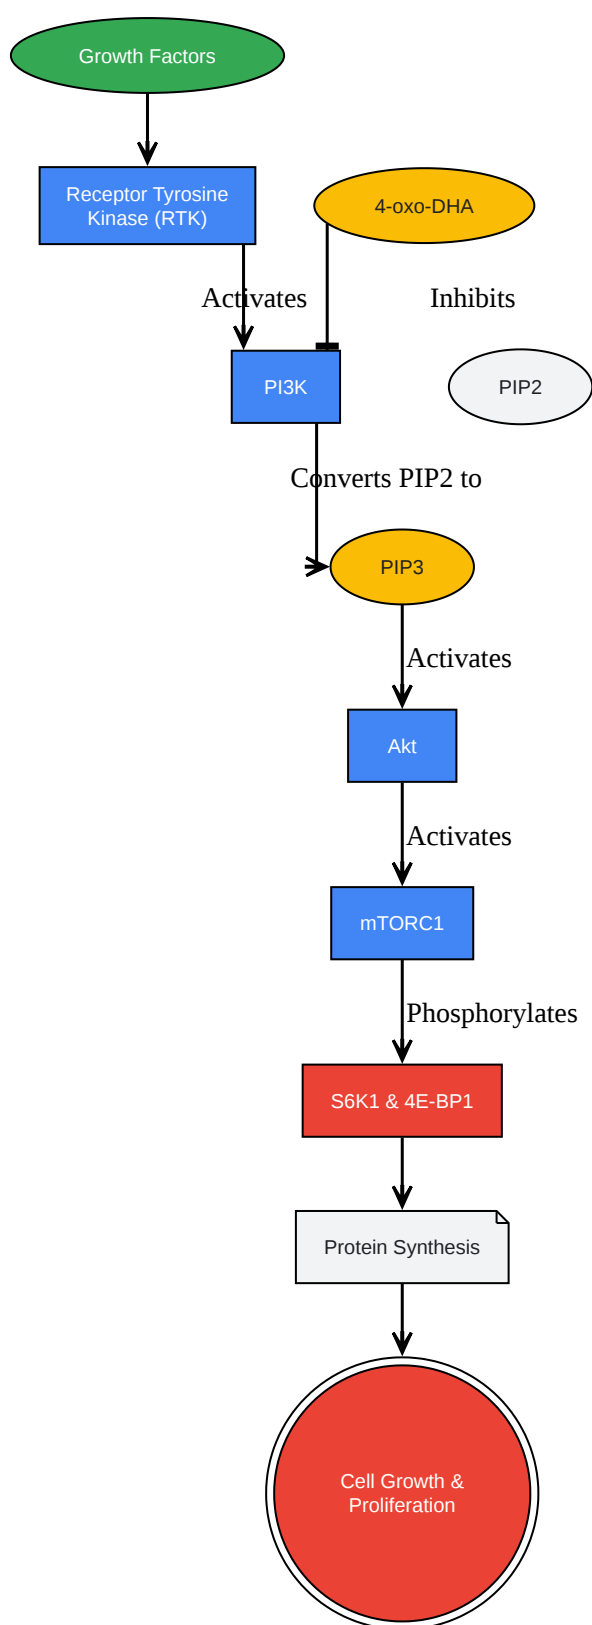 Growth Factors
Receptor Tyrosine
Kinase (RTK)
4-oxo-DHA
Activates
Inhibits
PI3K
PIP2
Converts PIP2 to
PIP3
Activates
Akt
Activates
mTORC1
Phosphorylates
S6K1 & 4E-BP1
Protein Synthesis
Cell Growth &
Proliferation